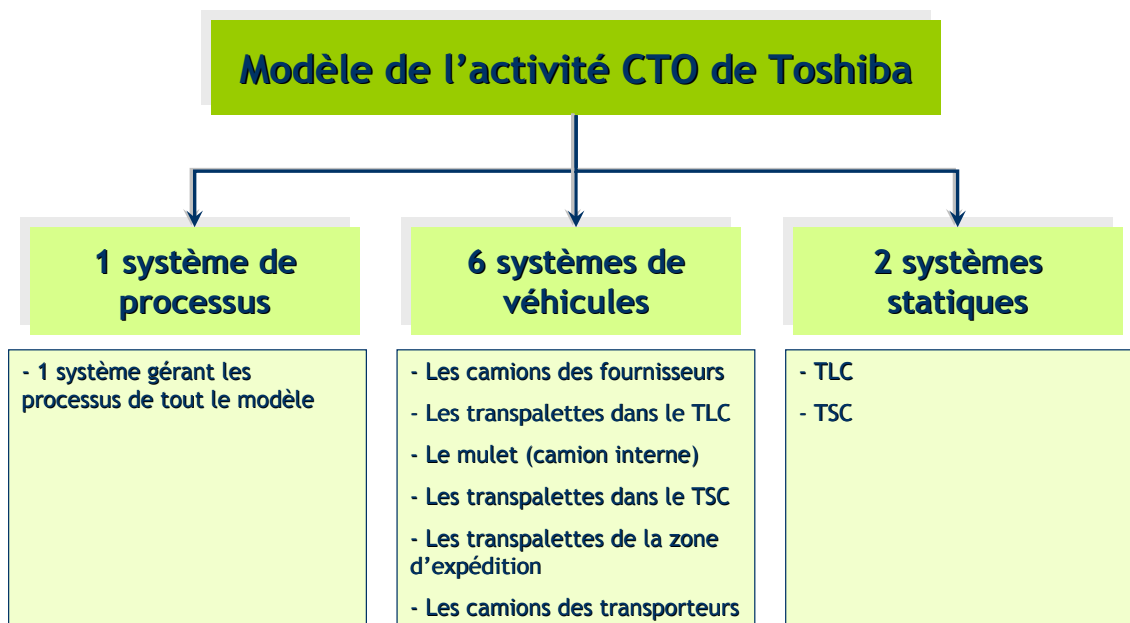 Modèle de l’activité CTO de Toshiba
1 système de
processus
6 systèmes de
véhicules
2 systèmes
statiques
- 1 système gérant les
processus de tout le modèle
- Les camions des fournisseurs
- Les transpalettes dans le TLC
- Le mulet (camion interne)
- Les transpalettes dans le TSC
- Les transpalettes de la zone
d’expédition
- Les camions des transporteurs
- TLC
- TSC